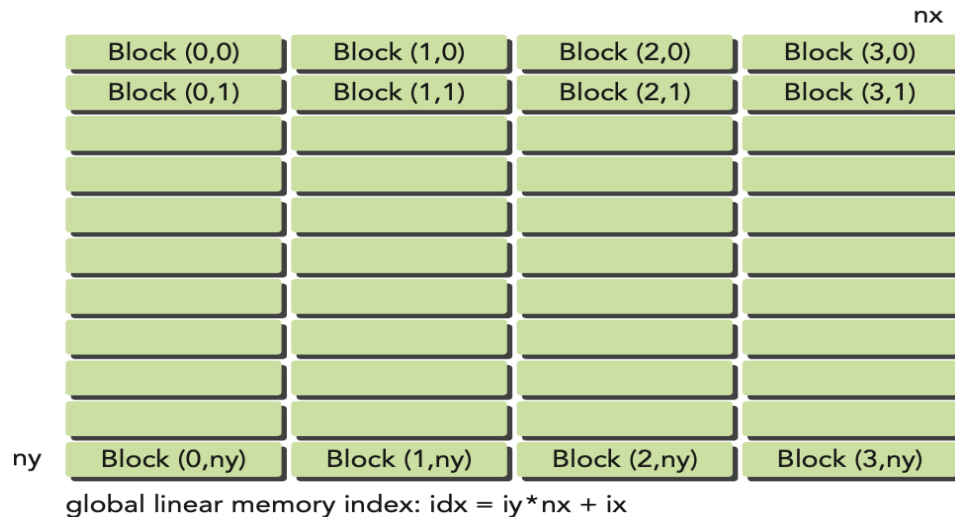 nx
Block (0,0) Block (1,0) Block (2,0) Block (3,0)
Block (0,1) Block (1,1) Block (2,1) Block (3,1)
ny Block (0,ny) Block (1,ny) Block (2,ny) Block (3,ny)
global linear memory index: idx = iy*nx + ix